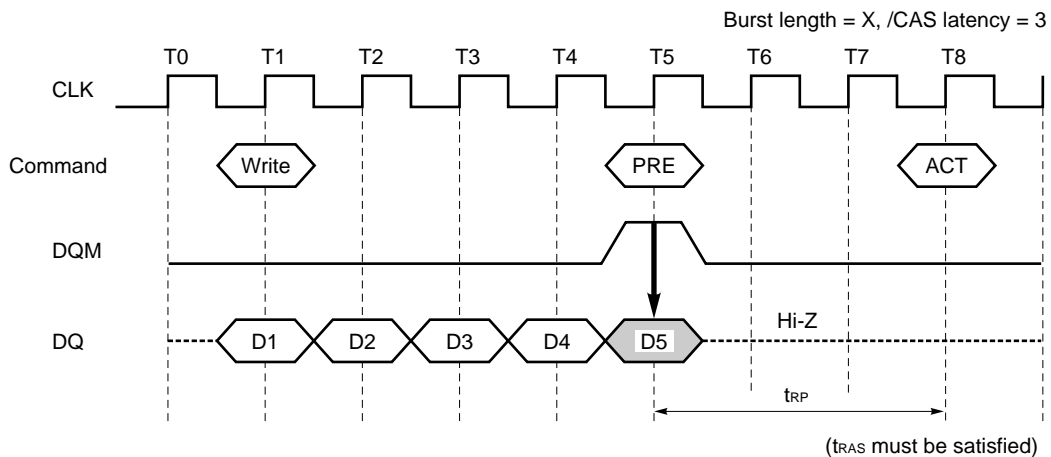 Burst length = X, /CAS latency = 3
T0 T1 T2 T3 T4 T5 T6 T7 T8
CLK
Command Write PRE ACT
DQM
DQ D1 D2 D3 D4 D5 Hi-Z
tRP
(tRAS must be satisfied)